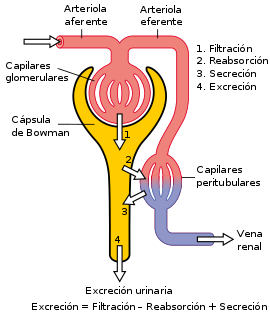 Arteriola
aferente
Arteriola
eferente
1. Filtración
2. Reabsorción
3. Secreción
4. Excreción
Capilares
glomerulares
Cápsula
de Bowman
1
2
3
4
Capilares
peritubulares
Vena
renal
Excreción urinaria
Excreción = Filtración – Reabsorción + Secreción